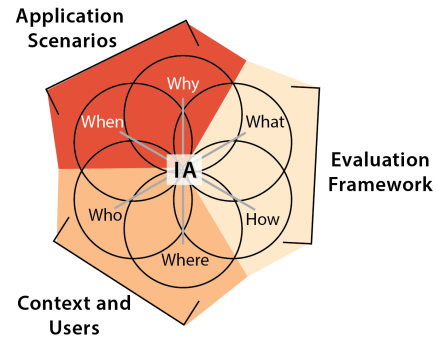 Application
Scenarios
Why
When
What
IA
Evaluation
Framework
Who
How
Where
Context and
Users